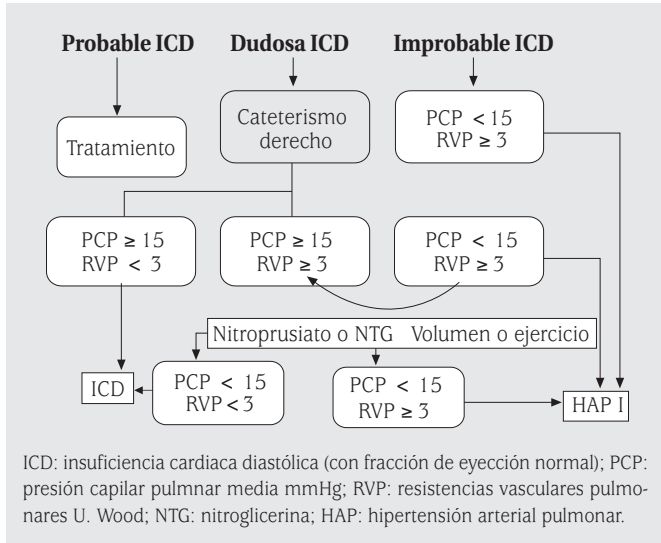 Probable ICD
Dudosa ICD
Improbable ICD
Tratamiento
Cateterismo
derecho
PCP < 15
RVP ≥ 3
PCP ≥ 15
RVP < 3
PCP ≥ 15
RVP ≥ 3
PCP < 15
RVP ≥ 3
Nitroprusiato o NTG Volumen o ejercicio
ICD
PCP < 15
RVP < 3
PCP < 15
RVP ≥ 3
HAP I
ICD: insuficiencia cardiaca diastólica (con fracción de eyección normal); PCP:
presión capilar pulmnar media mmHg; RVP: resistencias vasculares pulmo-
nares U. Wood; NTG: nitroglicerina; HAP: hipertensión arterial pulmonar.